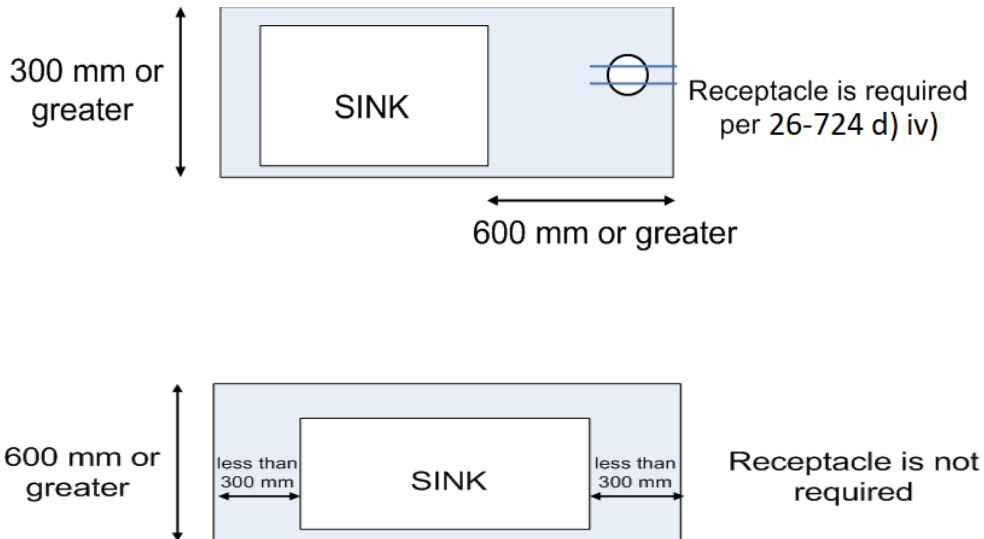 300 mm or
greater
SINK
Receptacle is required
per 26-724 d) iv)
600 mm or greater
600 mm or
greater
less than
300 mm
SINK
less than
300 mm
Receptacle is not
required